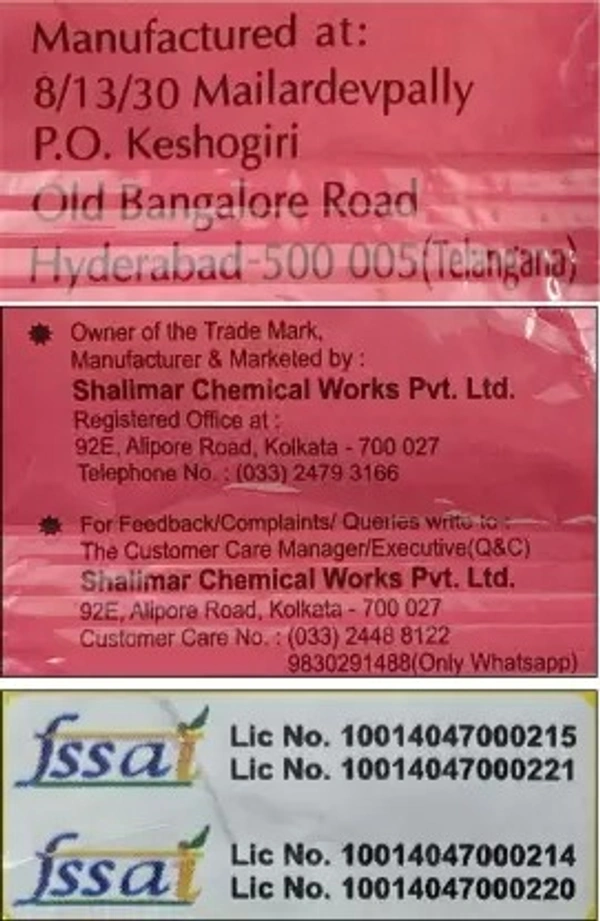 Manufactured at:
8/13/30 Mailardevpally
P.O. Keshogiri
Old Bangalore Road
Hyderabad-500 005(Telangana)
Owner of the Trade Mark,
Manufacturer & Marketed by :
Shalimar Chemical Works Pvt. Ltd.
Registered Office at :
92E, Alipore Road, Kolkata - 700 027
Telephone No. : (033) 2479 3166
For Feedback/Complaints/ Queries write to :
The Customer Care Manager/Executive(Q&C)
Shalimar Chemical Works Pvt. Ltd.
92E, Alipore Road, Kolkata - 700 027
Customer Care No. : (033) 2448 8122
9830291488(Only Whatsapp)
fssai
Lic No. 10014047000215
Lic No. 10014047000221
fssai
Lic No. 10014047000214
Lic No. 10014047000220